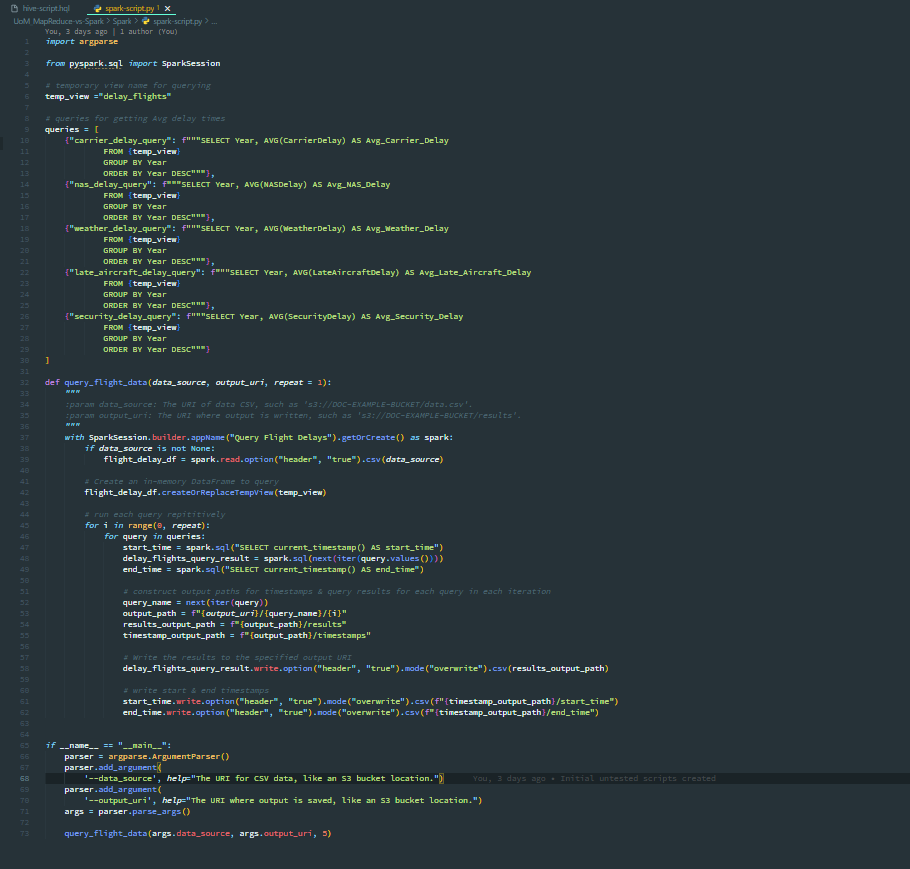 hive-script.hql
spark-script.py 1
UoM_MapReduce-vs-Spark > Spark > spark-script.py > ...
You, 3 days ago | 1 author (You)
1 import argparse
2
3 from pyspark.sql import SparkSession
4
5 # temporary view name for querying
6 temp_view ="delay_flights"
7
8 # queries for getting Avg delay times
9 queries = [
10 {"carrier_delay_query": f"""SELECT Year, AVG(CarrierDelay) AS Avg_Carrier_Delay
11 FROM {temp_view}
12 GROUP BY Year
13 ORDER BY Year DESC"""},
14 {"nas_delay_query": f"""SELECT Year, AVG(NASDelay) AS Avg_NAS_Delay
15 FROM {temp_view}
16 GROUP BY Year
17 ORDER BY Year DESC"""},
18 {"weather_delay_query": f"""SELECT Year, AVG(WeatherDelay) AS Avg_Weather_Delay
19 FROM {temp_view}
20 GROUP BY Year
21 ORDER BY Year DESC"""},
22 {"late_aircraft_delay_query": f"""SELECT Year, AVG(LateAircraftDelay) AS Avg_Late_Aircraft_Delay
23 FROM {temp_view}
24 GROUP BY Year
25 ORDER BY Year DESC"""},
26 {"security_delay_query": f"""SELECT Year, AVG(SecurityDelay) AS Avg_Security_Delay
27 FROM {temp_view}
28 GROUP BY Year
29 ORDER BY Year DESC"""}
30 ]
31
32 def query_flight_data(data_source, output_uri, repeat = 1):
33 """
34 :param data_source: The URI of data CSV, such as 's3://DOC-EXAMPLE-BUCKET/data.csv'.
35 :param output_uri: The URI where output is written, such as 's3://DOC-EXAMPLE-BUCKET/results'.
36 """
37 with SparkSession.builder.appName("Query Flight Delays").getOrCreate() as spark:
38 if data_source is not None:
39 flight_delay_df = spark.read.option("header", "true").csv(data_source)
40
41 # Create an in-memory DataFrame to query
42 flight_delay_df.createOrReplaceTempView(temp_view)
43
44 # run each query repititively
45 for i in range(0, repeat):
46 for query in queries:
47 start_time = spark.sql("SELECT current_timestamp() AS start_time")
48 delay_flights_query_result = spark.sql(next(iter(query.values())))
49 end_time = spark.sql("SELECT current_timestamp() AS end_time")
50
51 # construct output paths for timestamps & query results for each query in each iteration
52 query_name = next(iter(query))
53 output_path = f"{output_uri}/{query_name}/{i}"
54 results_output_path = f"{output_path}/results"
55 timestamp_output_path = f"{output_path}/timestamps"
56
57 # Write the results to the specified output URI
58 delay_flights_query_result.write.option("header", "true").mode("overwrite").csv(results_output_path)
59
60 # write start & end timestamps
61 start_time.write.option("header", "true").mode("overwrite").csv(f"{timestamp_output_path}/start_time")
62 end_time.write.option("header", "true").mode("overwrite").csv(f"{timestamp_output_path}/end_time")
63
64
65 if __name__ == "__main__":
66 parser = argparse.ArgumentParser()
67 parser.add_argument(
68 '--data_source', help="The URI for CSV data, like an S3 bucket location.") You, 3 days ago • Initial untested scripts created
69 parser.add_argument(
70 '--output_uri', help="The URI where output is saved, like an S3 bucket location.")
71 args = parser.parse_args()
72
73 query_flight_data(args.data_source, args.output_uri, 5)